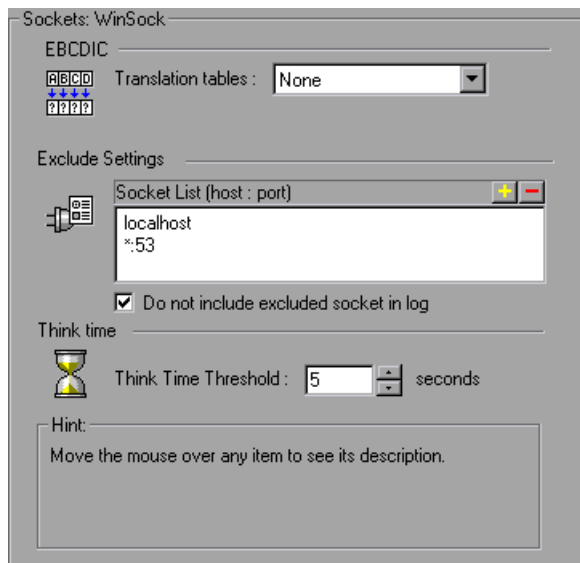 Sockets: WinSock
EBCDIC
ABCD
????
Translation tables : None
Exclude Settings
Socket List (host : port)
localhost
*:53
Do not include excluded socket in log
Think time
Think Time Threshold : 5 seconds
Hint:
Move the mouse over any item to see its description.